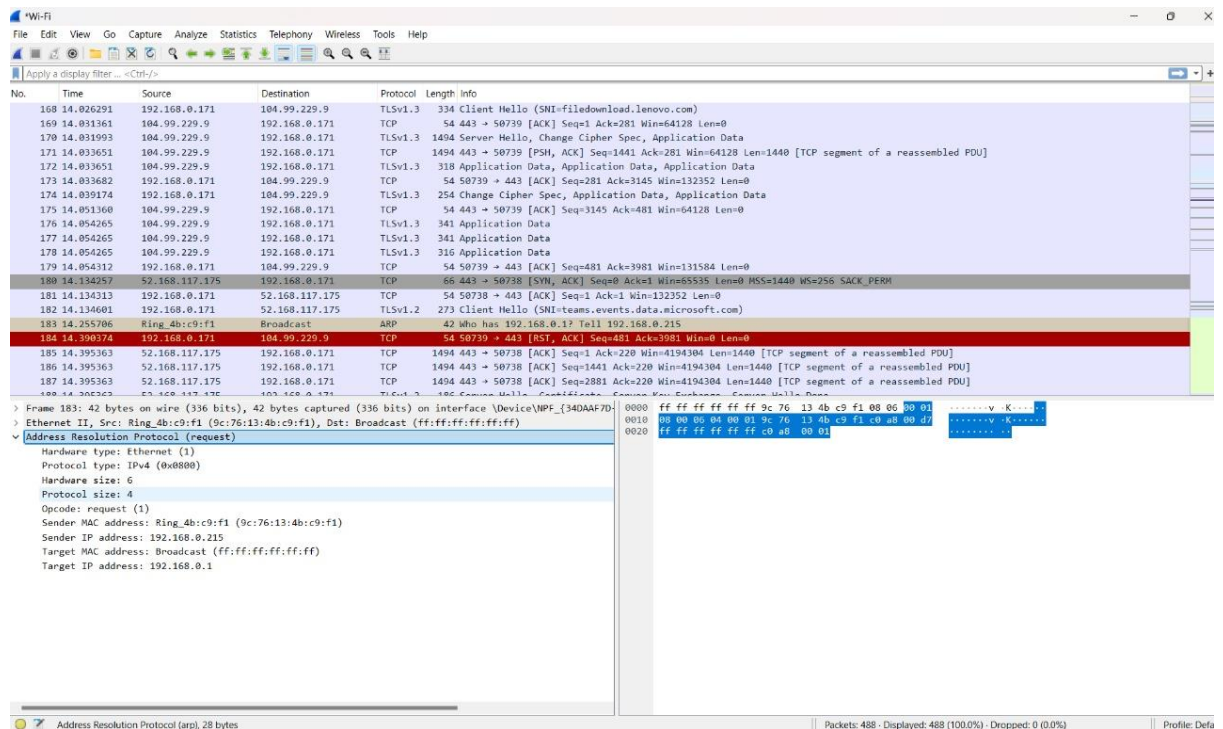 *Wi-Fi
File Edit View Go Capture Analyze Statistics Telephony Wireless Tools Help
Apply a display filter ... <Ctrl-/>
No. Time Source Destination Protocol Length Info
168 14.026291 192.168.0.171 104.99.229.9 TLSv1.3 334 Client Hello (SNI=filedownload.lenovo.com)
169 14.031361 104.99.229.9 192.168.0.171 TCP 54 443 → 50739 [ACK] Seq=1 Ack=281 Win=64128 Len=0
170 14.031993 104.99.229.9 192.168.0.171 TLSv1.3 1494 Server Hello, Change Cipher Spec, Application Data
171 14.033651 104.99.229.9 192.168.0.171 TCP 1494 443 → 50739 [PSH, ACK] Seq=1441 Ack=281 Win=64128 Len=1440 [TCP segment of a reassembled PDU]
172 14.033651 104.99.229.9 192.168.0.171 TLSv1.3 318 Application Data, Application Data, Application Data
173 14.033682 192.168.0.171 104.99.229.9 TCP 54 50739 → 443 [ACK] Seq=281 Ack=3145 Win=132352 Len=0
174 14.039174 192.168.0.171 104.99.229.9 TLSv1.3 254 Change Cipher Spec, Application Data, Application Data
175 14.051360 104.99.229.9 192.168.0.171 TCP 54 443 → 50739 [ACK] Seq=3145 Ack=481 Win=64128 Len=0
176 14.054265 104.99.229.9 192.168.0.171 TLSv1.3 341 Application Data
177 14.054265 104.99.229.9 192.168.0.171 TLSv1.3 341 Application Data
178 14.054265 104.99.229.9 192.168.0.171 TLSv1.3 316 Application Data
179 14.054312 192.168.0.171 104.99.229.9 TCP 54 50739 → 443 [ACK] Seq=481 Ack=3981 Win=131584 Len=0
180 14.134257 52.168.117.175 192.168.0.171 TCP 66 443 → 50738 [SYN, ACK] Seq=0 Ack=1 Win=65535 Len=0 MSS=1440 WS=256 SACK_PERM
181 14.134313 192.168.0.171 52.168.117.175 TCP 54 50738 → 443 [ACK] Seq=1 Ack=1 Win=132352 Len=0
182 14.134601 192.168.0.171 52.168.117.175 TLSv1.2 273 Client Hello (SNI=teams.events.data.microsoft.com)
183 14.255706 Ring_4b:c9:f1 Broadcast ARP 42 Who has 192.168.0.1? Tell 192.168.0.215
184 14.390374 192.168.0.171 104.99.229.9 TCP 54 50739 → 443 [RST, ACK] Seq=481 Ack=3981 Win=0 Len=0
185 14.395363 52.168.117.175 192.168.0.171 TCP 1494 443 → 50738 [ACK] Seq=1 Ack=220 Win=4194304 Len=1440 [TCP segment of a reassembled PDU]
186 14.395363 52.168.117.175 192.168.0.171 TCP 1494 443 → 50738 [ACK] Seq=1441 Ack=220 Win=4194304 Len=1440 [TCP segment of a reassembled PDU]
187 14.395363 52.168.117.175 192.168.0.171 TCP 1494 443 → 50738 [ACK] Seq=2881 Ack=220 Win=4194304 Len=1440 [TCP segment of a reassembled PDU]
Frame 183: 42 bytes on wire (336 bits), 42 bytes captured (336 bits) on interface \Device\NPF_{34DAAF7D-
Ethernet II, Src: Ring_4b:c9:f1 (9c:76:13:4b:c9:f1), Dst: Broadcast (ff:ff:ff:ff:ff:ff)
Address Resolution Protocol (request)
Hardware type: Ethernet (1)
Protocol type: IPv4 (0x0800)
Hardware size: 6
Protocol size: 4
Opcode: request (1)
Sender MAC address: Ring_4b:c9:f1 (9c:76:13:4b:c9:f1)
Sender IP address: 192.168.0.215
Target MAC address: Broadcast (ff:ff:ff:ff:ff:ff)
Target IP address: 192.168.0.1
0000 ff ff ff ff ff ff 9c 76 13 4b c9 f1 08 06 00 01 ·······v ·K······
0010 08 00 06 04 00 01 9c 76 13 4b c9 f1 c0 a8 00 d7 ·······v ·K······
0020 ff ff ff ff ff ff c0 a8 00 01 ········ ··
Address Resolution Protocol (arp), 28 bytes
Packets: 488 · Displayed: 488 (100.0%) · Dropped: 0 (0.0%)
Profile: Defa